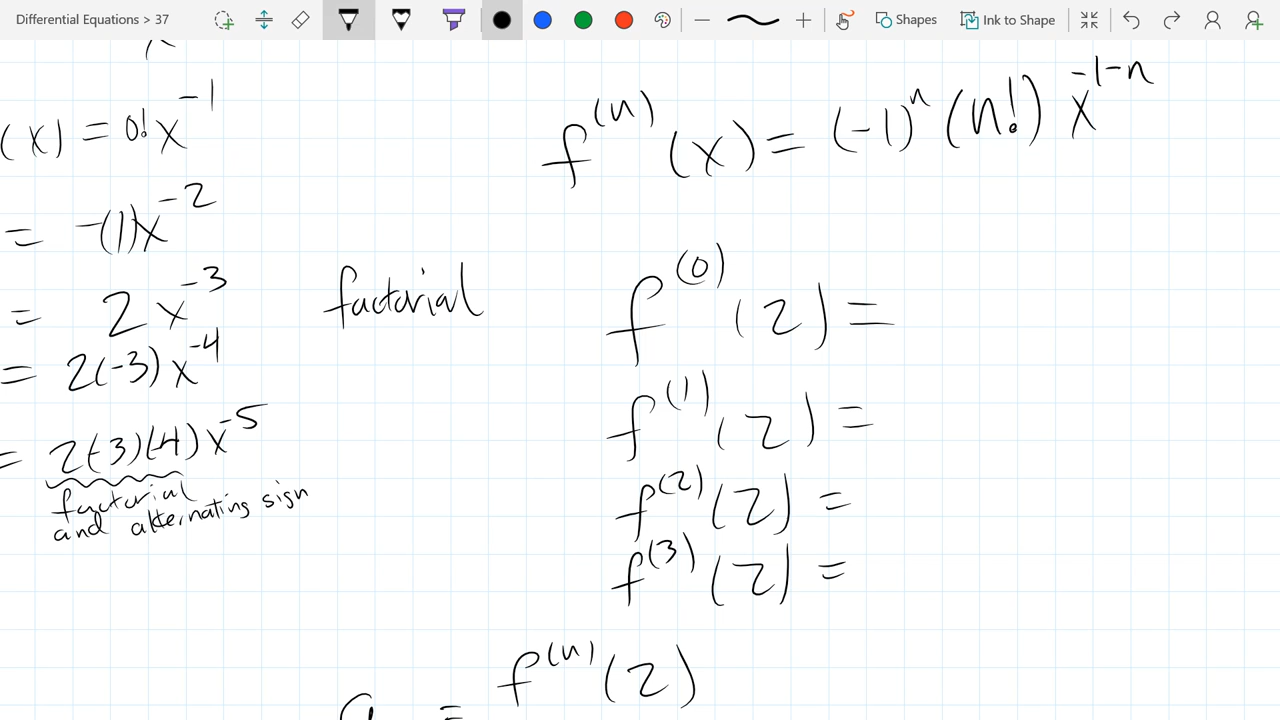 Differential Equations > 37
Shapes
Ink to Shape
(x) = 0! x^-1
= -(1)x^-2
= 2 x^-3
= 2(-3) x^-4
= 2(-3)(-4) x^-5
factorial
and alternating sign
factorial
f^(n) (x) = (-1)^n (n!) x^-1-n
f^(0) (2) =
f^(1) (2) =
f^(2) (2) =
f^(3) (2) =
f^(n) (2)
=